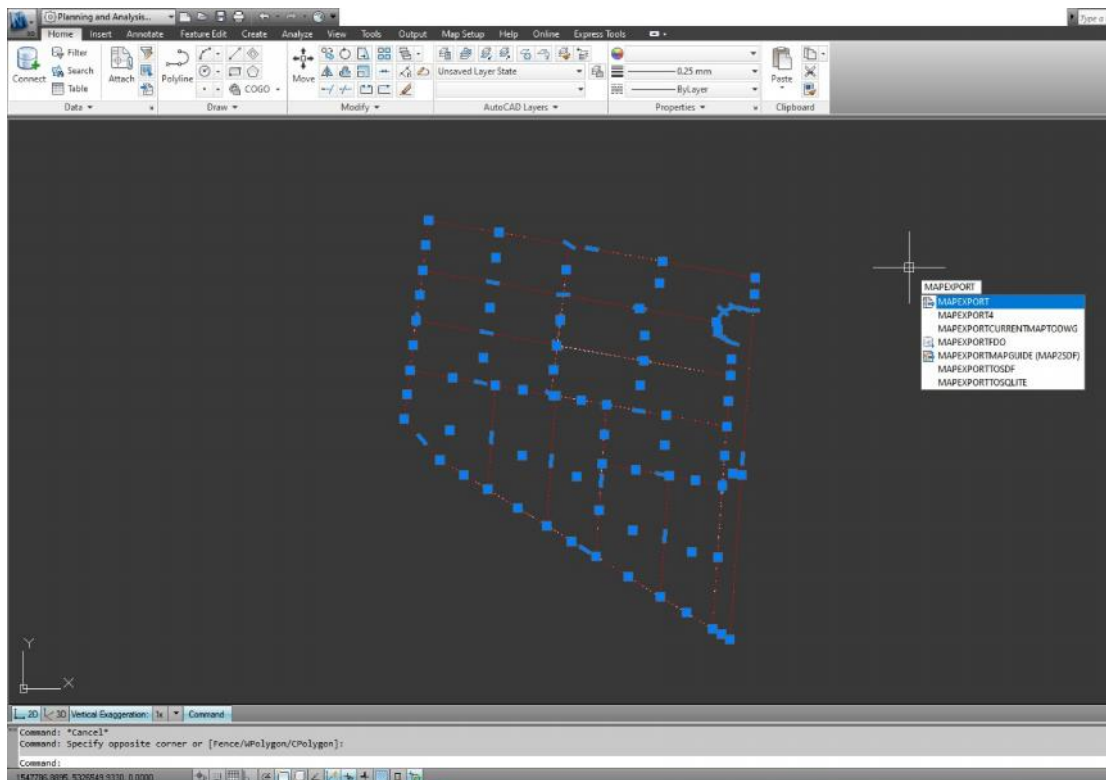 Planning and Analysis...
Type a
Home Insert Annotate Feature Edit Create Analyze View Tools Output Map Setup Help Online Express Tools
Connect
Filter
Search
Table
Attach
Polyline
COGO
Move
Unsaved Layer State
0.25 mm
ByLayer
Paste
Data
Draw
Modify
AutoCAD Layers
Properties
Clipboard
MAPEXPORT
MAPEXPORT
MAPEXPORT4
MAPEXPORTCURRENTMAPTODWG
MAPEXPORTFDO
MAPEXPORTMAPGUIDE (MAP2SDF)
MAPEXPORTTOSDF
MAPEXPORTTOSQLITE
Y
X
2D 3D Vertical Exaggeration: 1x Command
Command: *Cancel*
Command: Specify opposite corner or [Fence/WPolygon/CPolygon]:
Command: